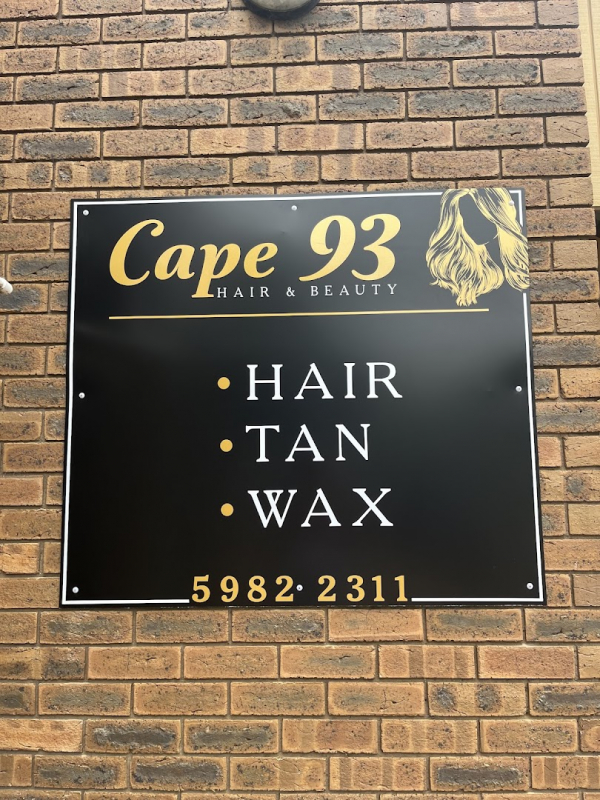 Cape 93
HAIR & BEAUTY
• HAIR
• TAN
• WAX
5982 2311